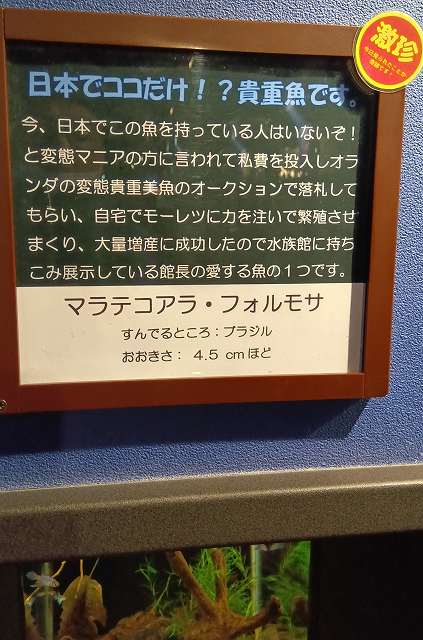 激珍
日本でココだけ！？貴重魚です。
今、日本でこの魚を持っている人はいないぞ！
と変態マニアの方に言われて私費を投入しオラ
ンダの変態貴重美魚のオークションで落札して
もらい、自宅でモーレツに力を注いで繁殖させ
まくり、大量増産に成功したので水族館に持ち
こみ展示している館長の愛する魚の１つです。
マラテコアラ・フォルモサ
すんでるところ：ブラジル
おおきさ： ４.５ cmほど